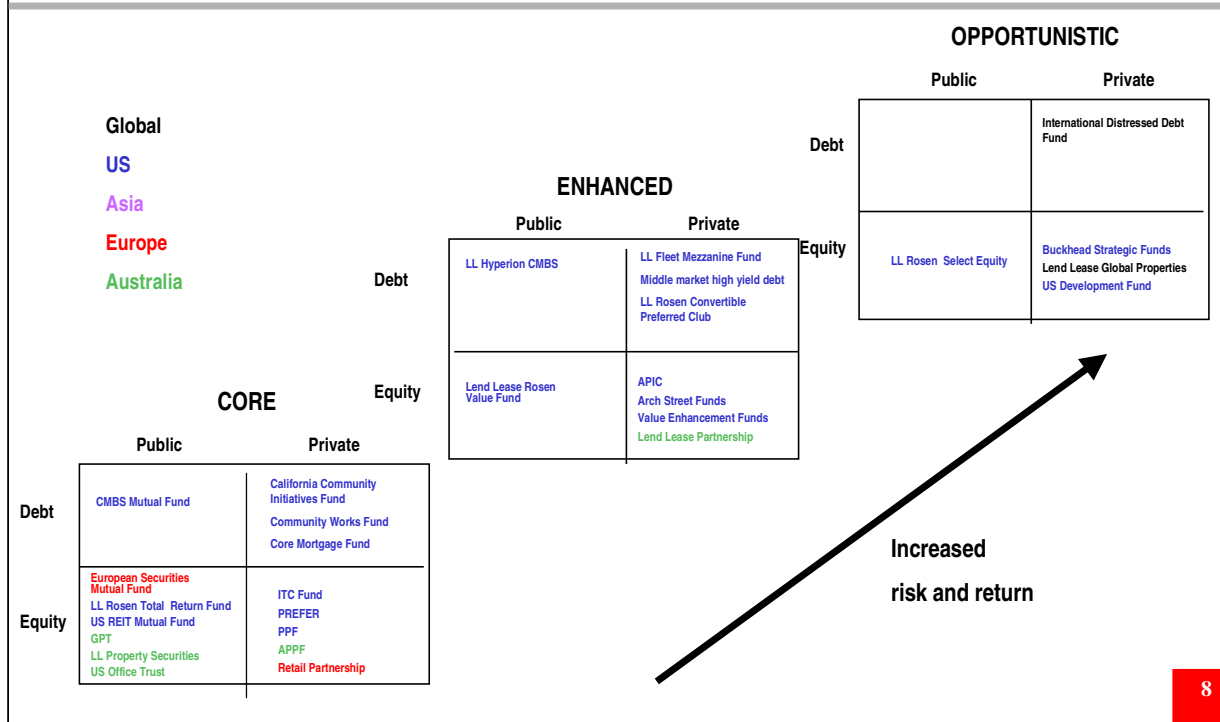 OPPORTUNISTIC
Public Private
Debt
International Distressed Debt
Fund
Equity
LL Rosen Select Equity
Buckhead Strategic Funds
Lend Lease Global Properties
US Development Fund
Global
US
Asia
Europe
Australia
ENHANCED
Public Private
Debt
LL Hyperion CMBS
LL Fleet Mezzanine Fund
Middle market high yield debt
LL Rosen Convertible
Preferred Club
Equity
Lend Lease Rosen
Value Fund
APIC
Arch Street Funds
Value Enhancement Funds
Lend Lease Partnership
CORE
Public Private
Debt
CMBS Mutual Fund
California Community
Initiatives Fund
Community Works Fund
Core Mortgage Fund
Equity
European Securities
Mutual Fund
LL Rosen Total Return Fund
US REIT Mutual Fund
GPT
LL Property Securities
US Office Trust
ITC Fund
PREFER
PPF
APPF
Retail Partnership
Increased
risk and return
8